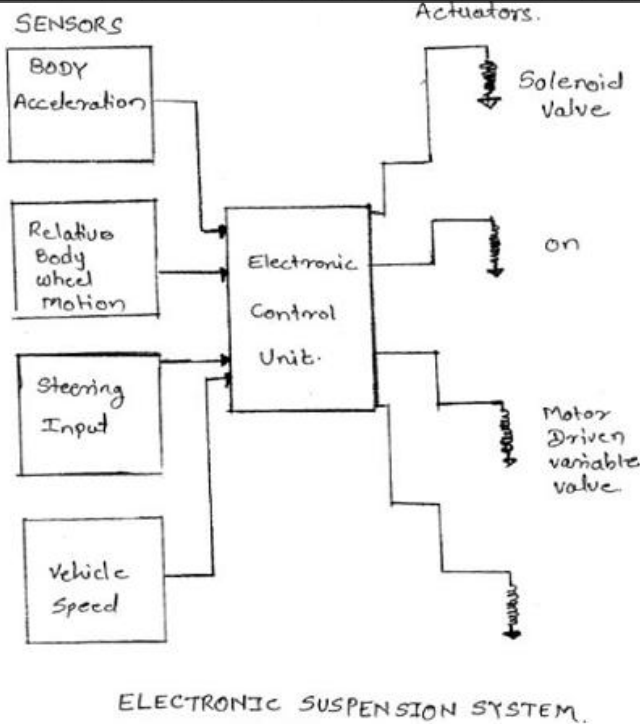 SENSORS
Actuators.
BODY
Acceleration
Relative
Body
wheel
Motion
Steering
Input
Vehicle
Speed
Electronic
Control
Unit.
Solenoid
Valve
on
Motor
Driven
variable
valve.
ELECTRONIC SUSPENSION SYSTEM.